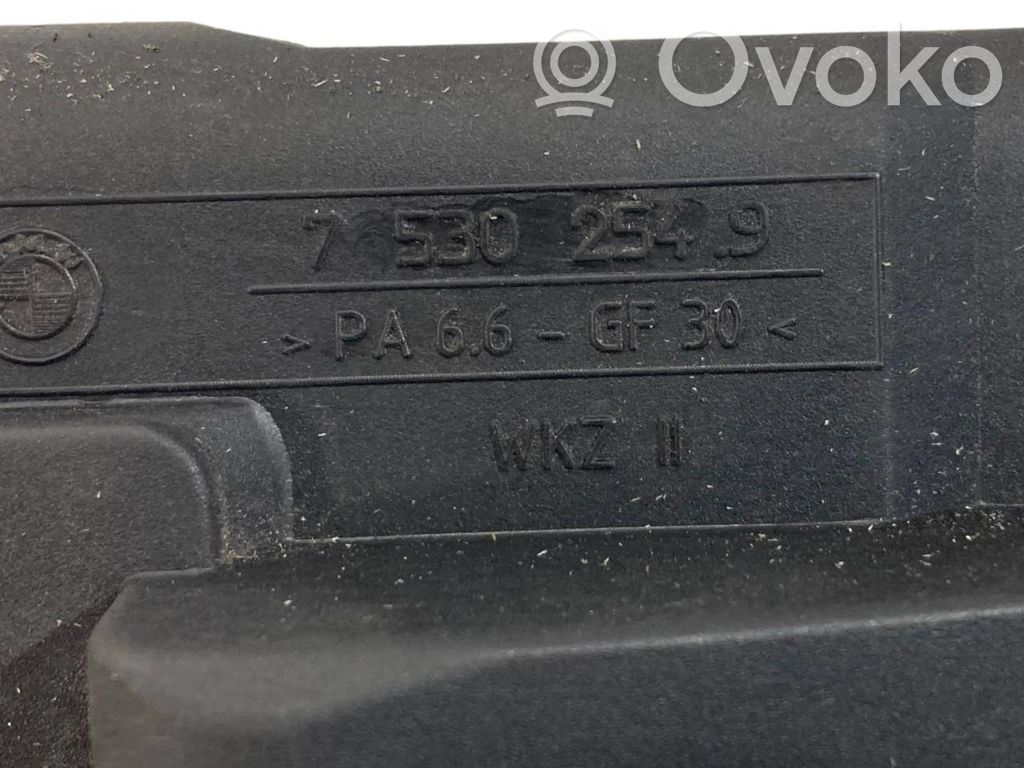 Ovoko
7 530 254.9
> PA 6.6 - GF 30 <
WKZ II